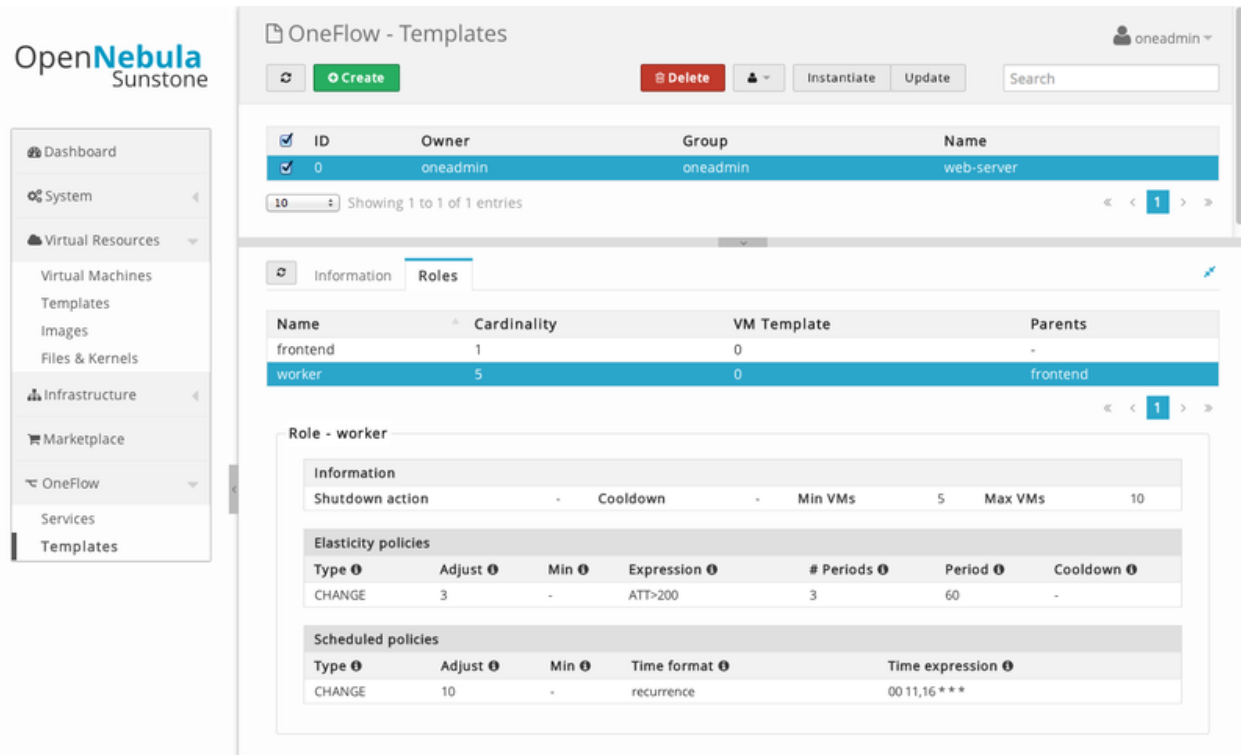 OpenNebula
Sunstone
Dashboard
System
Virtual Resources
Virtual Machines
Templates
Images
Files & Kernels
Infrastructure
Marketplace
OneFlow
Services
Templates
OneFlow - Templates
oneadmin
Create
Delete
Instantiate
Update
Search
ID Owner Group Name
0 oneadmin oneadmin web-server
10 Showing 1 to 1 of 1 entries
« < 1 > »
Information Roles
Name Cardinality VM Template Parents
frontend 1 0 -
worker 5 0 frontend
« < 1 > »
Role - worker
Information
Shutdown action - Cooldown - Min VMs 5 Max VMs 10
Elasticity policies
Type Adjust Min Expression # Periods Period Cooldown
CHANGE 3 - ATT>200 3 60 -
Scheduled policies
Type Adjust Min Time format Time expression
CHANGE 10 - recurrence 00 11,16 * * *